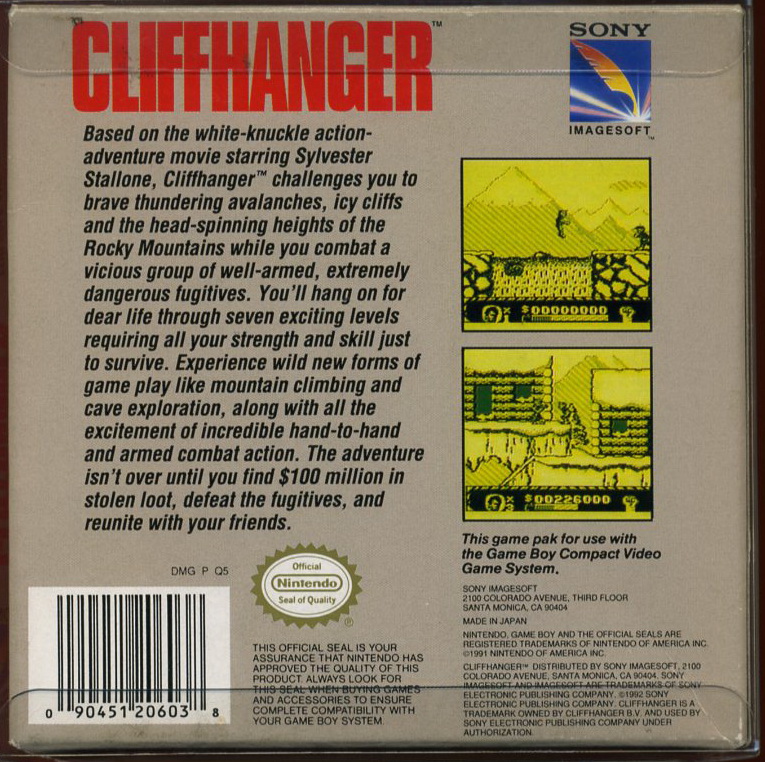 CLIFFHANGER™
SONY
IMAGESOFT™
Based on the white-knuckle action-
adventure movie starring Sylvester
Stallone, Cliffhanger™ challenges you to
brave thundering avalanches, icy cliffs
and the head-spinning heights of the
Rocky Mountains while you combat a
vicious group of well-armed, extremely
dangerous fugitives. You'll hang on for
dear life through seven exciting levels
requiring all your strength and skill just
to survive. Experience wild new forms of
game play like mountain climbing and
cave exploration, along with all the
excitement of incredible hand-to-hand
and armed combat action. The adventure
isn't over until you find $100 million in
stolen loot, defeat the fugitives, and
reunite with your friends.
$00000000
$00226000
This game pak for use with
the Game Boy Compact Video
Game System.
DMG P Q5
Official
Nintendo
Seal of Quality
®
0 90451 20603 8
THIS OFFICIAL SEAL IS YOUR
ASSURANCE THAT NINTENDO HAS
APPROVED THE QUALITY OF THIS
PRODUCT. ALWAYS LOOK FOR
THIS SEAL WHEN BUYING GAMES
AND ACCESSORIES TO ENSURE
COMPLETE COMPATIBILITY WITH
YOUR GAME BOY SYSTEM.
SONY IMAGESOFT
2100 COLORADO AVENUE, THIRD FLOOR
SANTA MONICA, CA 90404
MADE IN JAPAN
NINTENDO, GAME BOY AND THE OFFICIAL SEALS ARE
REGISTERED TRADEMARKS OF NINTENDO OF AMERICA INC.
©1991 NINTENDO OF AMERICA INC.
CLIFFHANGER™ DISTRIBUTED BY SONY IMAGESOFT, 2100
COLORADO AVENUE, SANTA MONICA, CA 90404. SONY
IMAGESOFT AND IMAGESOFT ARE TRADEMARKS OF SONY
ELECTRONIC PUBLISHING COMPANY. ©1992 SONY
ELECTRONIC PUBLISHING COMPANY. CLIFFHANGER IS A
TRADEMARK OWNED BY CLIFFHANGER B.V. AND USED BY
SONY ELECTRONIC PUBLISHING COMPANY UNDER
AUTHORIZATION.